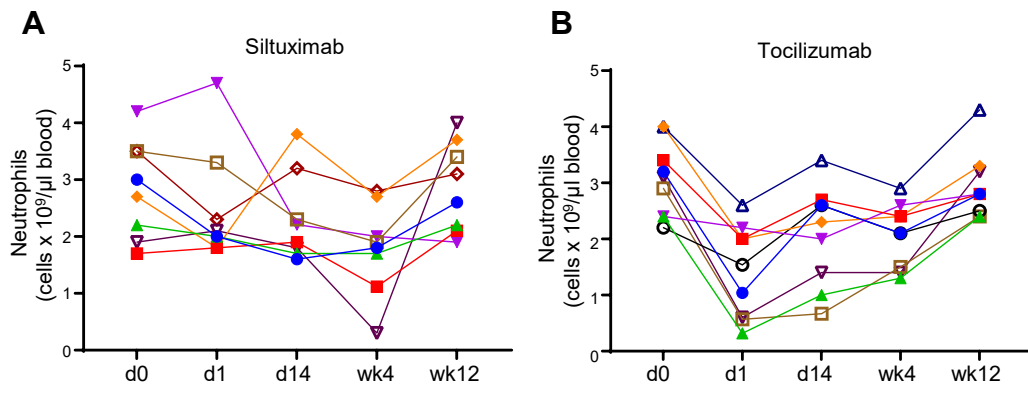 A
Siltuximab
Neutrophils
(cells x 10⁹/µl blood)
5
4
3
2
1
0
d0 d1 d14 wk4 wk12
B
Tocilizumab
Neutrophils
(cells x 10⁹/µl blood)
5
4
3
2
1
0
d0 d1 d14 wk4 wk12